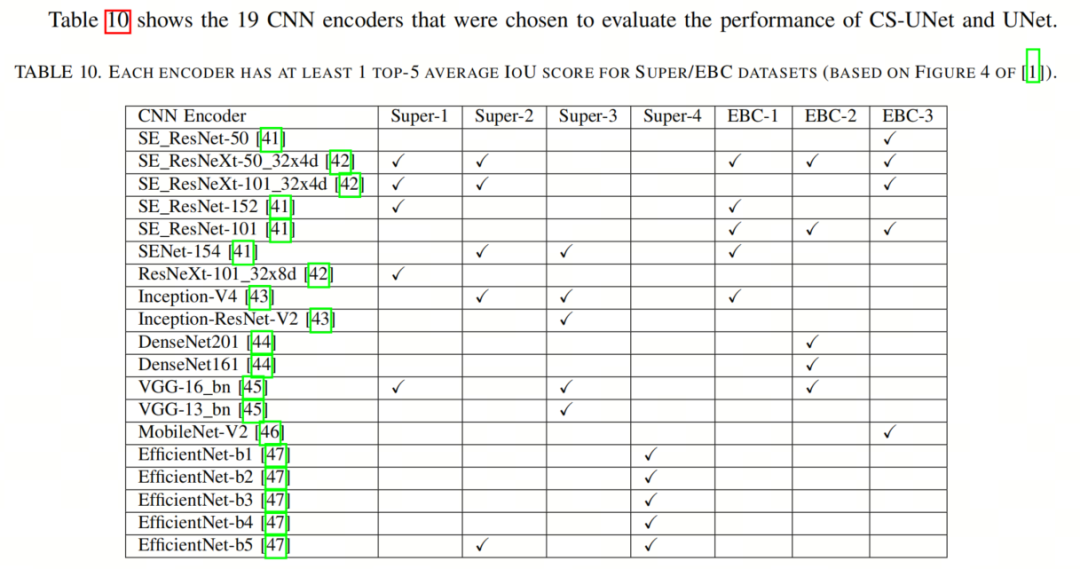 Table 10 shows the 19 CNN encoders that were chosen to evaluate the performance of CS-UNet and UNet.
TABLE 10. EACH ENCODER HAS AT LEAST 1 TOP-5 AVERAGE IOU SCORE FOR SUPER/EBC DATASETS (BASED ON FIGURE 4 OF [1]).
CNN Encoder Super-1 Super-2 Super-3 Super-4 EBC-1 EBC-2 EBC-3
SE_ResNet-50 [41] ✓
SE_ResNeXt-50_32x4d [42] ✓ ✓ ✓ ✓ ✓
SE_ResNeXt-101_32x4d [42] ✓ ✓ ✓
SE_ResNet-152 [41] ✓ ✓
SE_ResNet-101 [41] ✓ ✓ ✓
SENet-154 [41] ✓ ✓ ✓
ResNeXt-101_32x8d [42] ✓
Inception-V4 [43] ✓ ✓ ✓
Inception-ResNet-V2 [43] ✓
DenseNet201 [44] ✓
DenseNet161 [44] ✓
VGG-16_bn [45] ✓ ✓ ✓
VGG-13_bn [45] ✓
MobileNet-V2 [46] ✓
EfficientNet-b1 [47] ✓
EfficientNet-b2 [47] ✓
EfficientNet-b3 [47] ✓
EfficientNet-b4 [47] ✓
EfficientNet-b5 [47] ✓ ✓